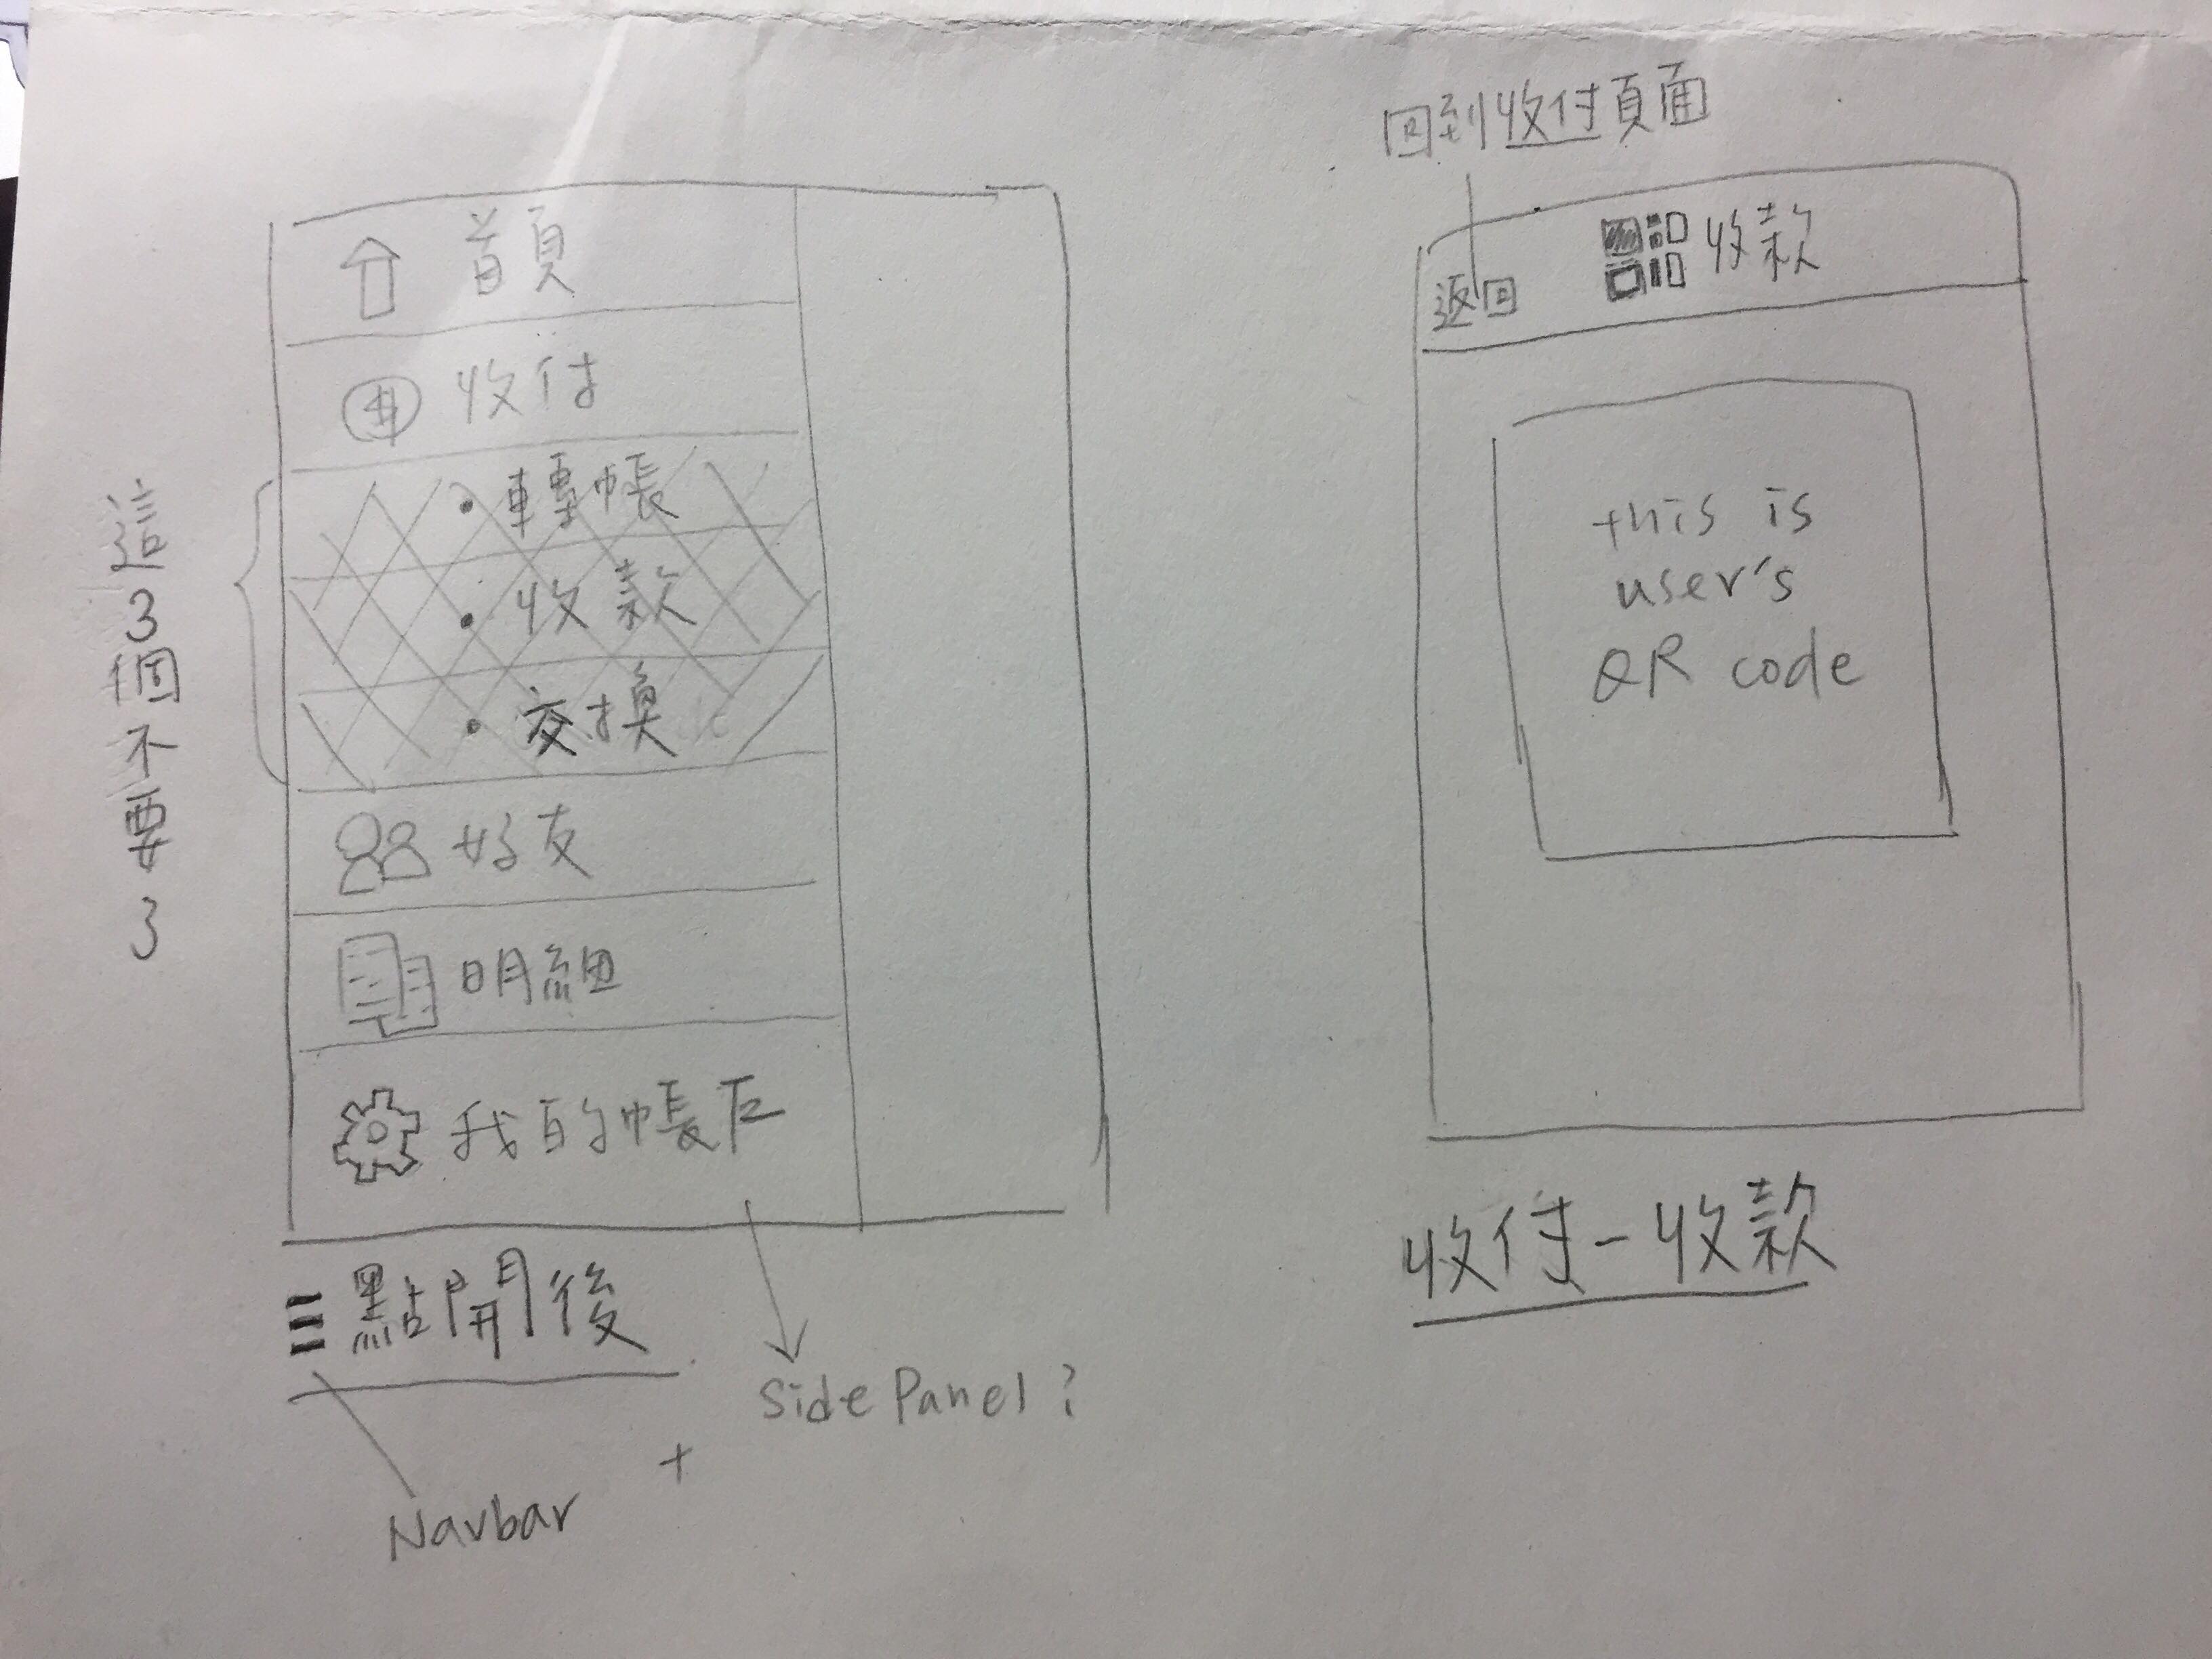 首頁
收付
• 轉帳
• 收款
• 交換
這3個不要了
好友
明細
我的帳戶
☰點開後
Side Panel?
+
Navbar
回到收付頁面
返回
收款
this is
user's
QR code
收付-收款